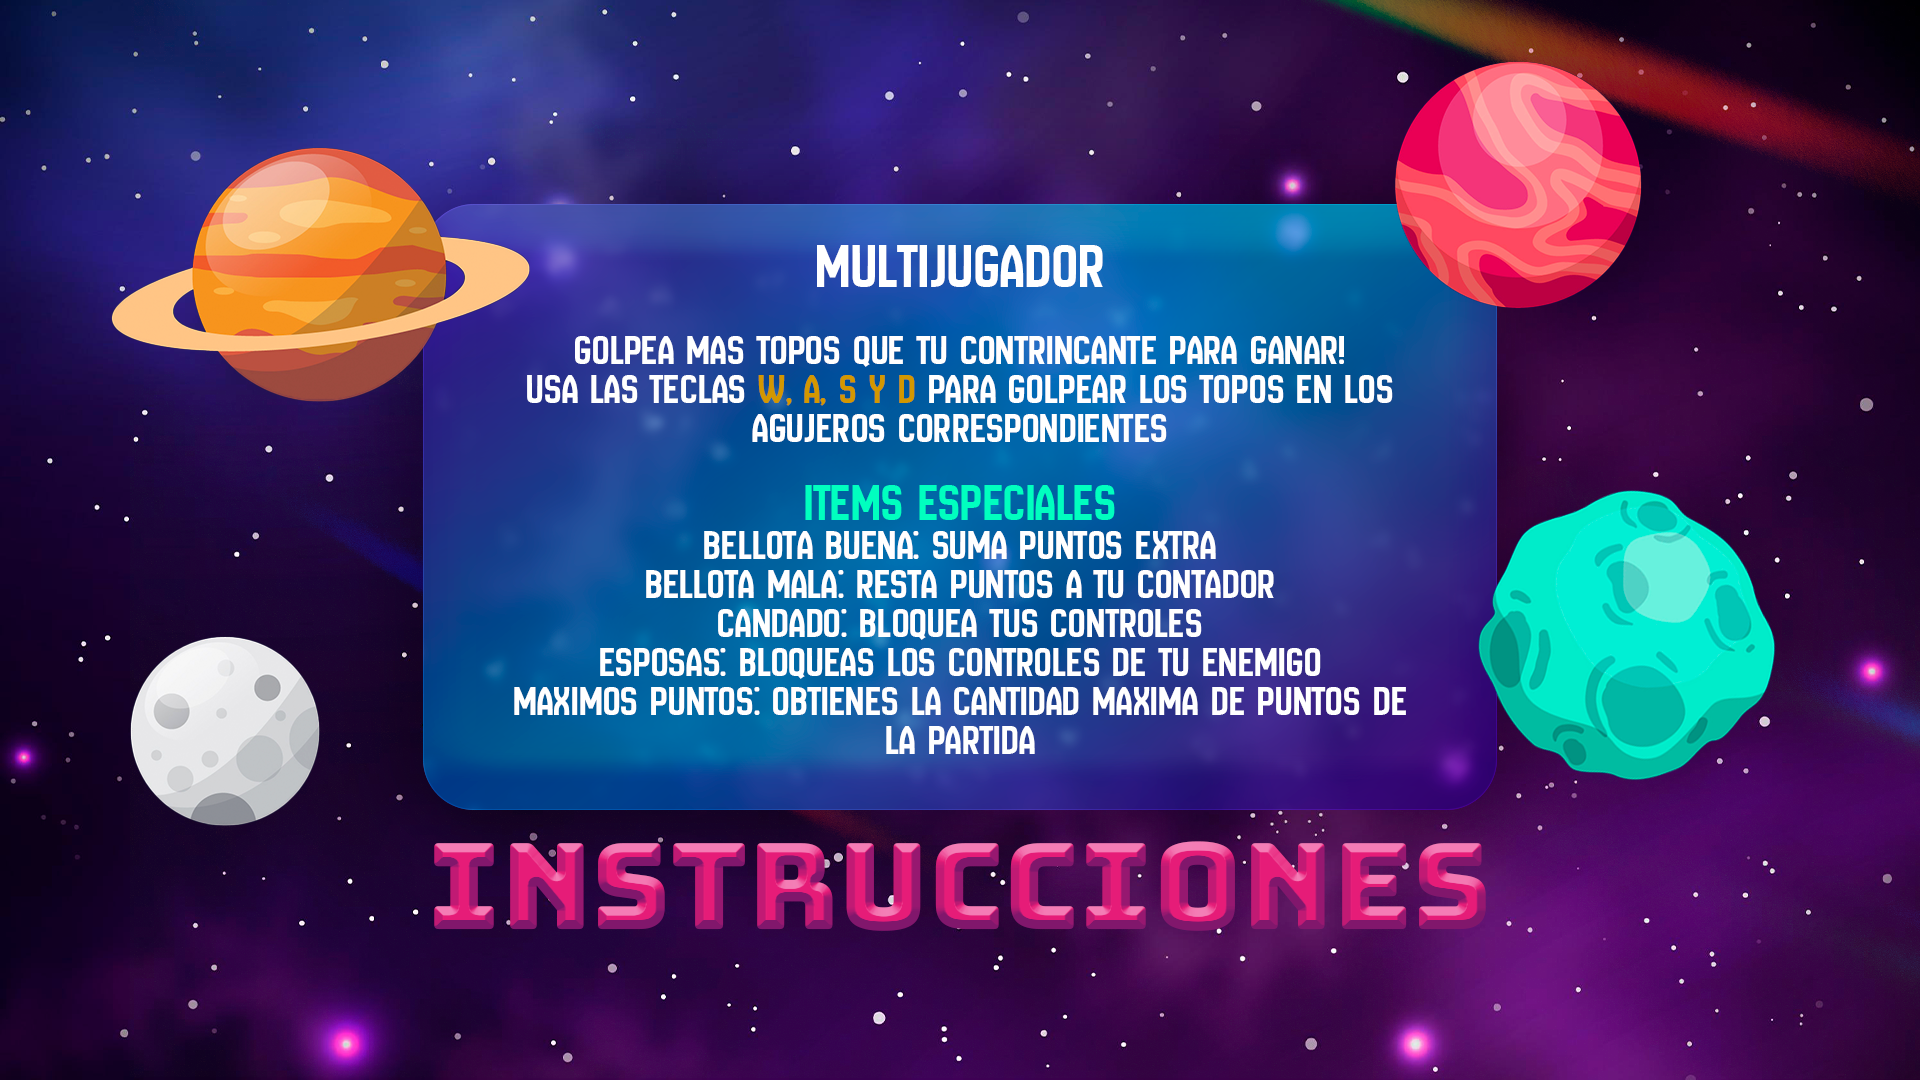 MULTIJUGADOR
GOLPEA MAS TOPOS QUE TU CONTRINCANTE PARA GANAR!
USA LAS TECLAS W, A, S Y D PARA GOLPEAR LOS TOPOS EN LOS
AGUJEROS CORRESPONDIENTES
ITEMS ESPECIALES
BELLOTA BUENA: SUMA PUNTOS EXTRA
BELLOTA MALA: RESTA PUNTOS A TU CONTADOR
CANDADO: BLOQUEA TUS CONTROLES
ESPOSAS: BLOQUEAS LOS CONTROLES DE TU ENEMIGO
MAXIMOS PUNTOS: OBTIENES LA CANTIDAD MAXIMA DE PUNTOS DE
LA PARTIDA
INSTRUCCIONES